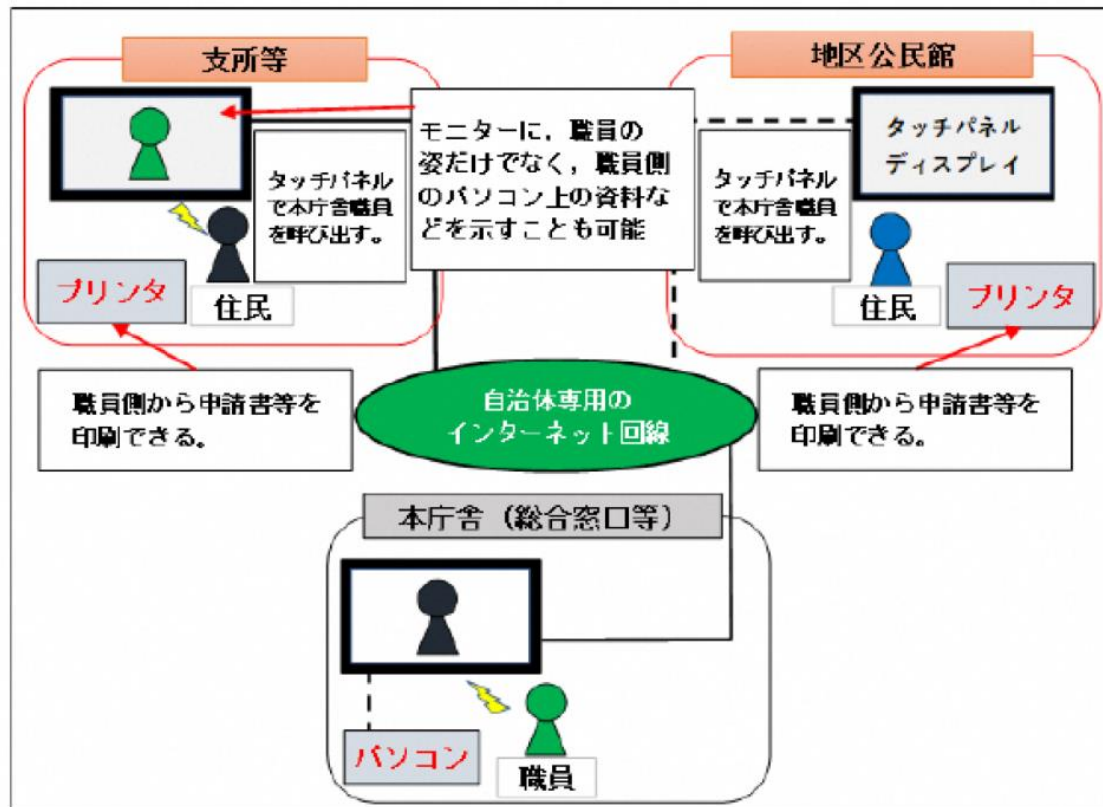 支所等
地区公民館
モニターに，職員の
姿だけでなく，職員側
のパソコン上の資料な
どを示すことも可能
タッチパネル
で本庁舎職員
を呼び出す。
タッチパネル
で本庁舎職員
を呼び出す。
タッチパネル
ディスプレイ
プリンタ
住民
住民
プリンタ
職員側から申請書等を
印刷できる。
自治体専用の
インターネット回線
職員側から申請書等を
印刷できる。
本庁舎（総合窓口等）
パソコン
職員